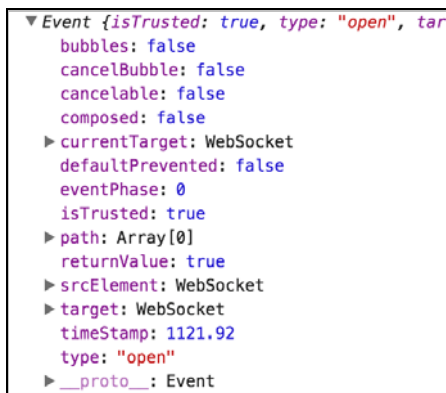 ▼Event {isTrusted: true, type: "open", tar
bubbles: false
cancelBubble: false
cancelable: false
composed: false
▶currentTarget: WebSocket
defaultPrevented: false
eventPhase: 0
isTrusted: true
▶path: Array[0]
returnValue: true
▶srcElement: WebSocket
▶target: WebSocket
timeStamp: 1121.92
type: "open"
▶__proto__: Event